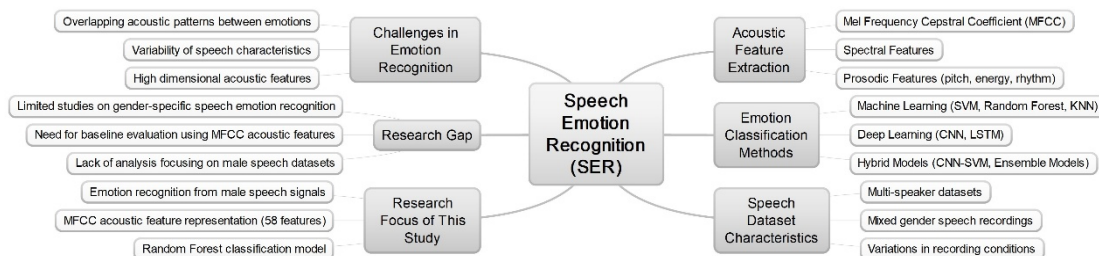 Speech
Emotion
Recognition
(SER)
Acoustic
Feature
Extraction
Mel Frequency Cepstral Coefficient (MFCC)
Spectral Features
Prosodic Features (pitch, energy, rhythm)
Emotion
Classification
Methods
Machine Learning (SVM, Random Forest, KNN)
Deep Learning (CNN, LSTM)
Hybrid Models (CNN-SVM, Ensemble Models)
Speech
Dataset
Characteristics
Multi-speaker datasets
Mixed gender speech recordings
Variations in recording conditions
Challenges in
Emotion
Recognition
Overlapping acoustic patterns between emotions
Variability of speech characteristics
High dimensional acoustic features
Research Gap
Limited studies on gender-specific speech emotion recognition
Need for baseline evaluation using MFCC acoustic features
Lack of analysis focusing on male speech datasets
Research
Focus of This
Study
Emotion recognition from male speech signals
MFCC acoustic feature representation (58 features)
Random Forest classification model